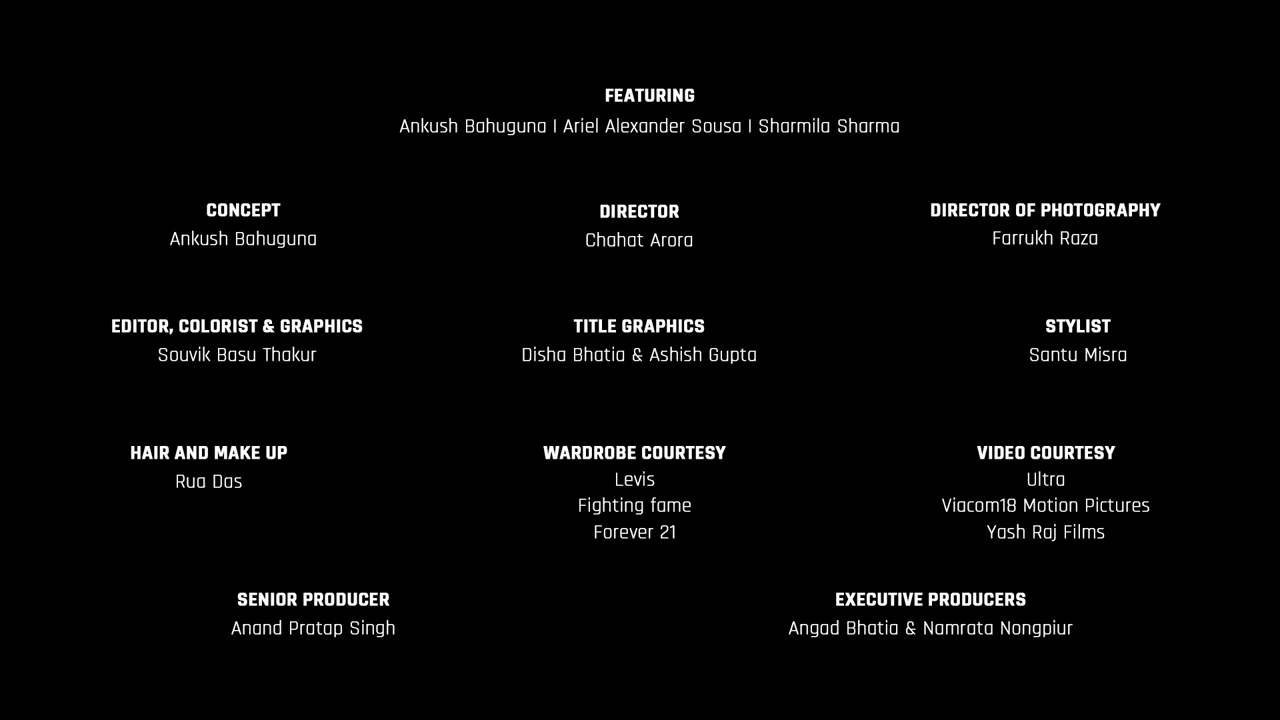 FEATURING
Ankush Bahuguna | Ariel Alexander Sousa | Sharmila Sharma
CONCEPT
Ankush Bahuguna
DIRECTOR
Chahat Arora
DIRECTOR OF PHOTOGRAPHY
Farrukh Raza
EDITOR, COLORIST & GRAPHICS
Souvik Basu Thakur
TITLE GRAPHICS
Disha Bhatia & Ashish Gupta
STYLIST
Santu Misra
HAIR AND MAKE UP
Rua Das
WARDROBE COURTESY
Levis
Fighting fame
Forever 21
VIDEO COURTESY
Ultra
Viacom18 Motion Pictures
Yash Raj Films
SENIOR PRODUCER
Anand Pratap Singh
EXECUTIVE PRODUCERS
Angad Bhatia & Namrata Nongpiur